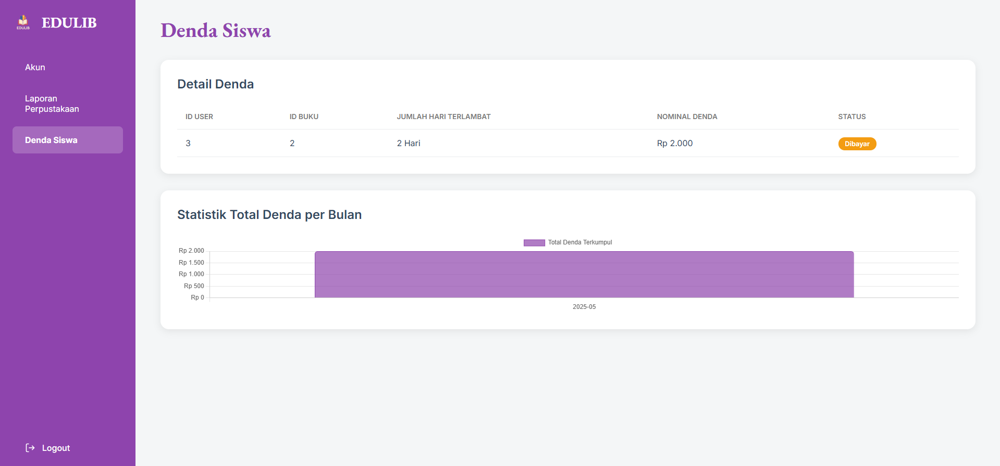 EDULIB
EDULIB
Akun
Laporan
Perpustakaan
Denda Siswa
Logout
Denda Siswa
Detail Denda
ID USER ID BUKU JUMLAH HARI TERLAMBAT NOMINAL DENDA STATUS
3 2 2 Hari Rp 2.000 Dibayar
Statistik Total Denda per Bulan
Total Denda Terkumpul
Rp 2.000
Rp 1.500
Rp 1.000
Rp 500
Rp 0
2025-05